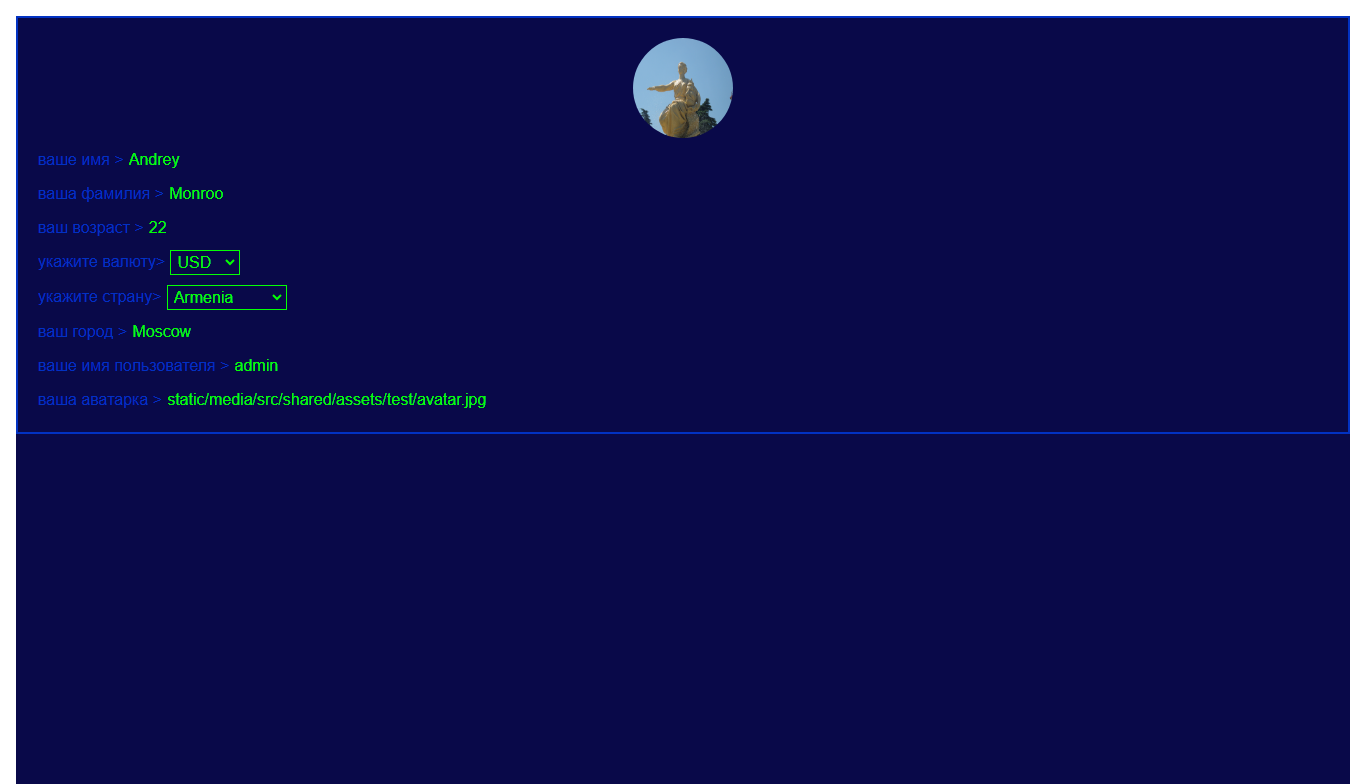 ваше имя > Andrey
ваша фамилия > Monroo
ваш возраст > 22
укажите валюту> USD
укажите страну> Armenia
ваш город > Moscow
ваше имя пользователя > admin
ваша аватарка > static/media/src/shared/assets/test/avatar.jpg